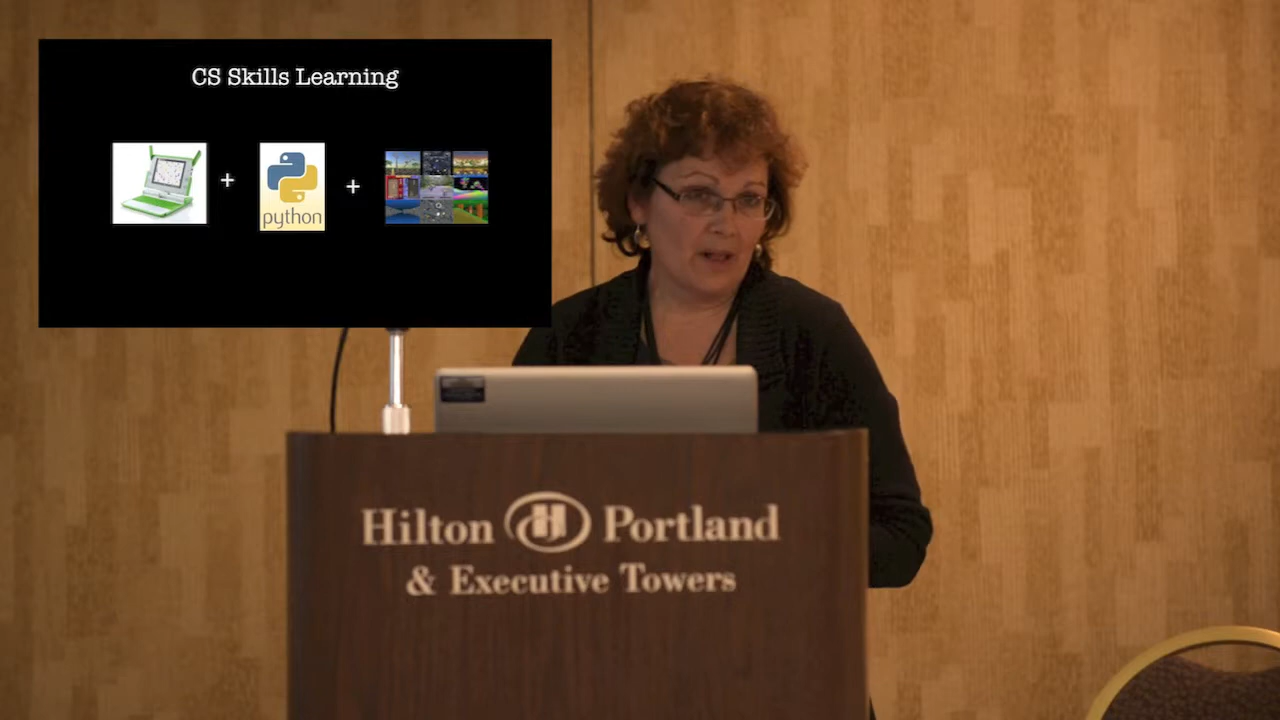 CS Skills Learning
+
+
python
Hilton H Portland
& Executive Towers